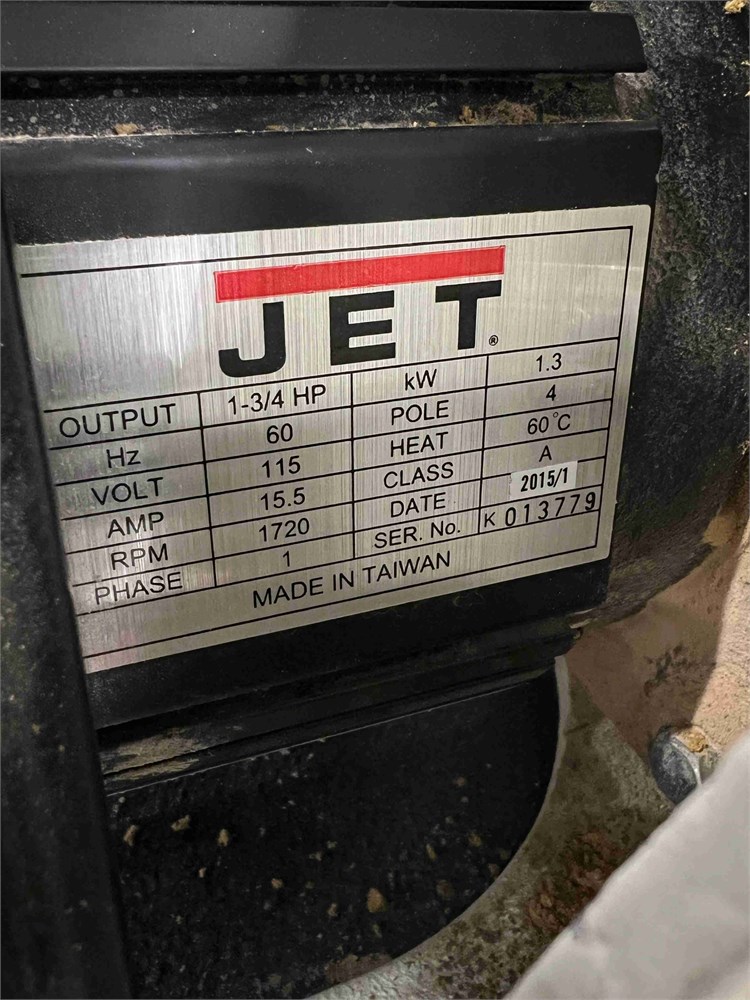 JET®
OUTPUT 1-3/4 HP kW 1.3
Hz 60 POLE 4
VOLT 115 HEAT 60°C
AMP 15.5 CLASS A
RPM 1720 DATE 2015/1
PHASE 1 SER. No. K 013779
MADE IN TAIWAN